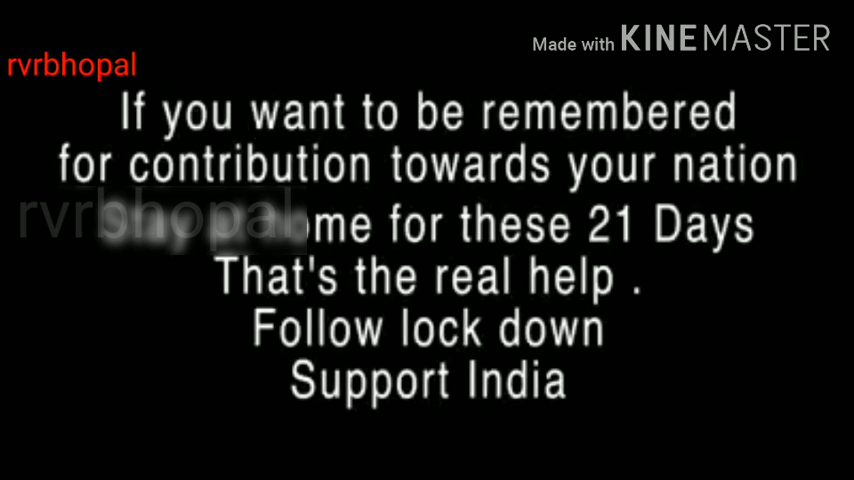 Made with KINEMASTER
rvrbhopal
If you want to be remembered
for contribution towards your nation
rvrbhopal
for these 21 Days
That's the real help .
Follow lock down
Support India